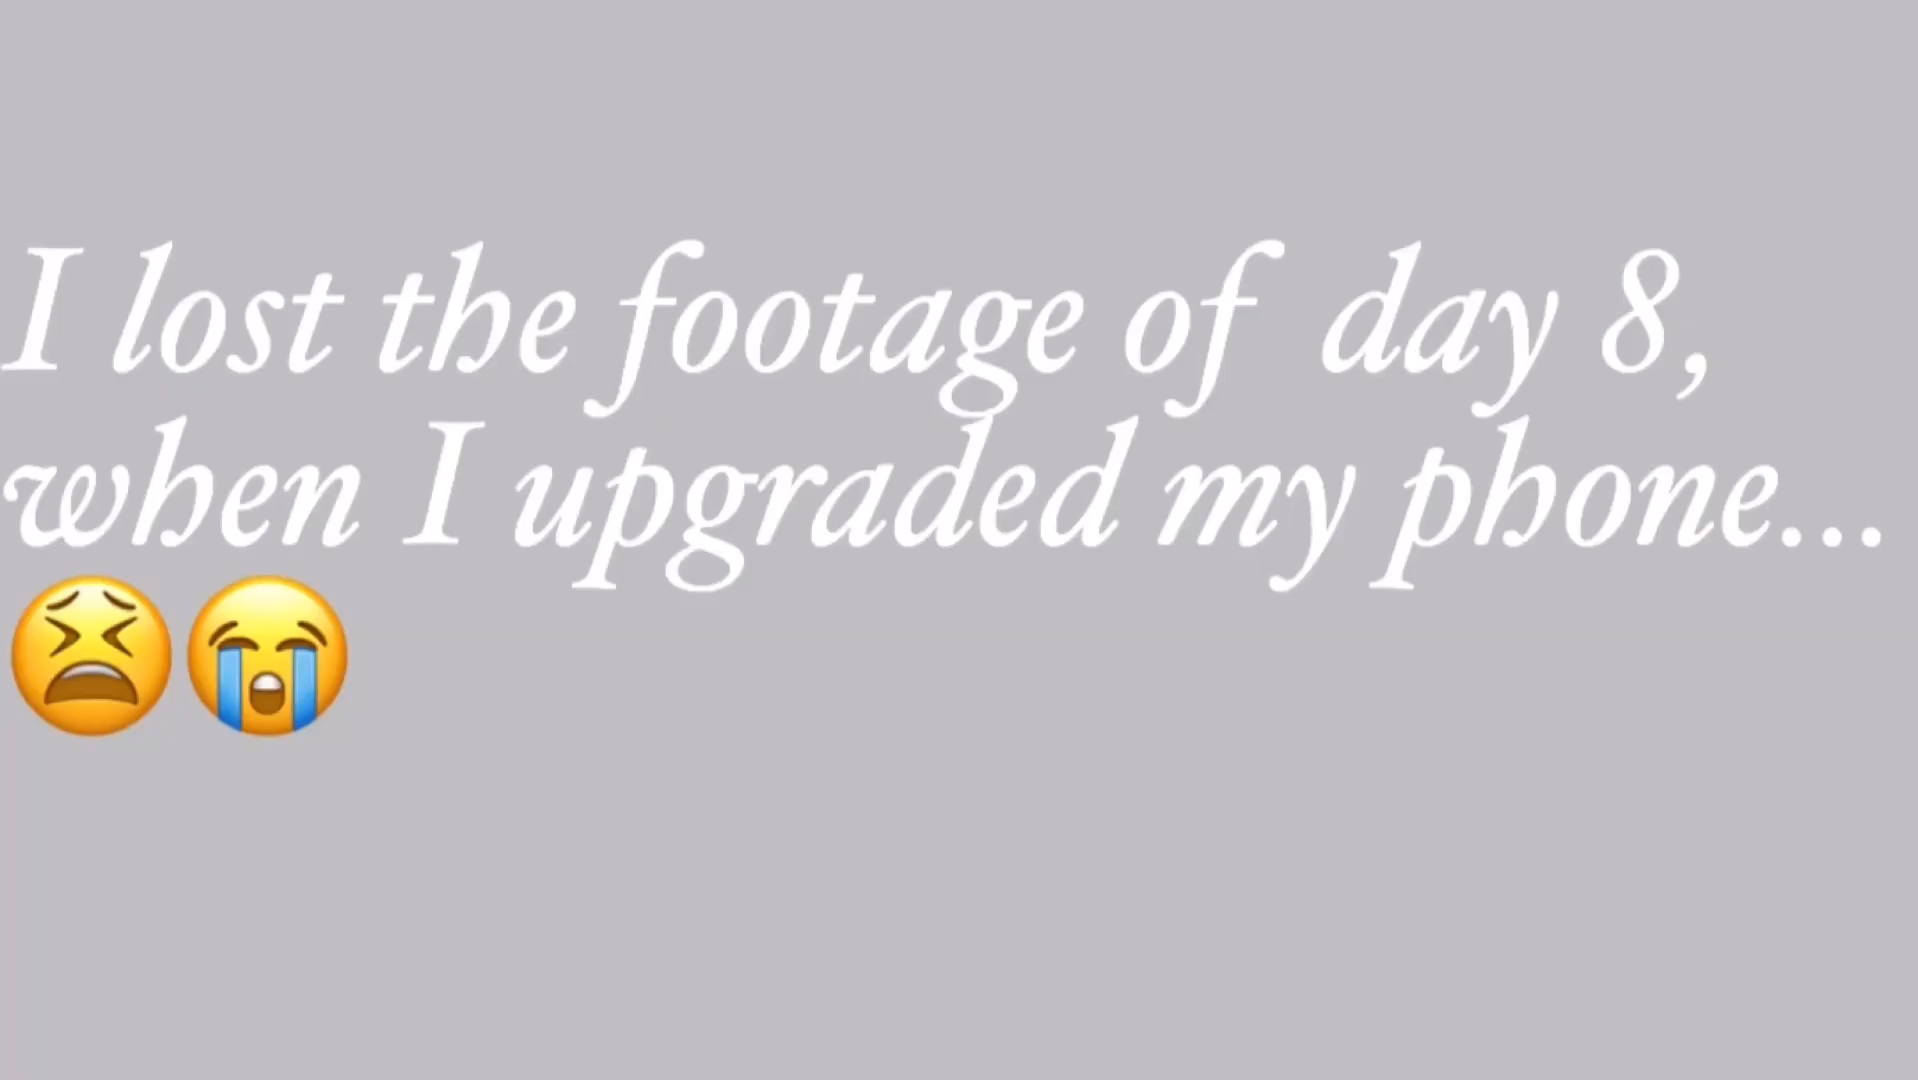 I lost the footage of day 8,
when I upgraded my phone...
😫😭